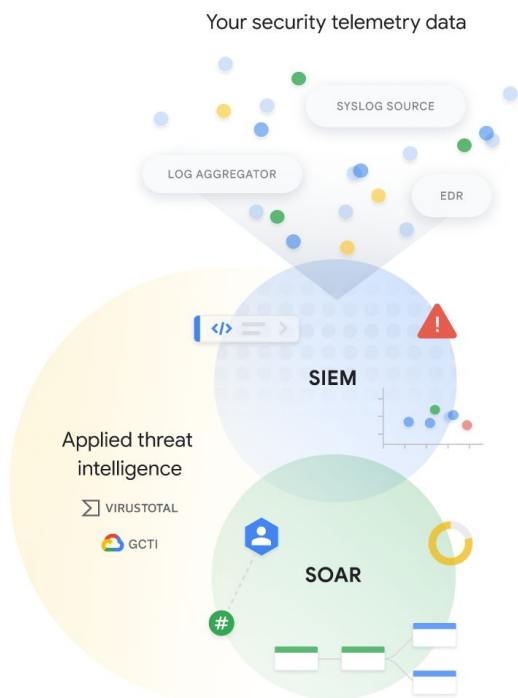 Your security telemetry data
SYSLOG SOURCE
LOG AGGREGATOR
EDR
</>
!
SIEM
Applied threat
intelligence
VIRUSTOTAL
GCTI
SOAR
#